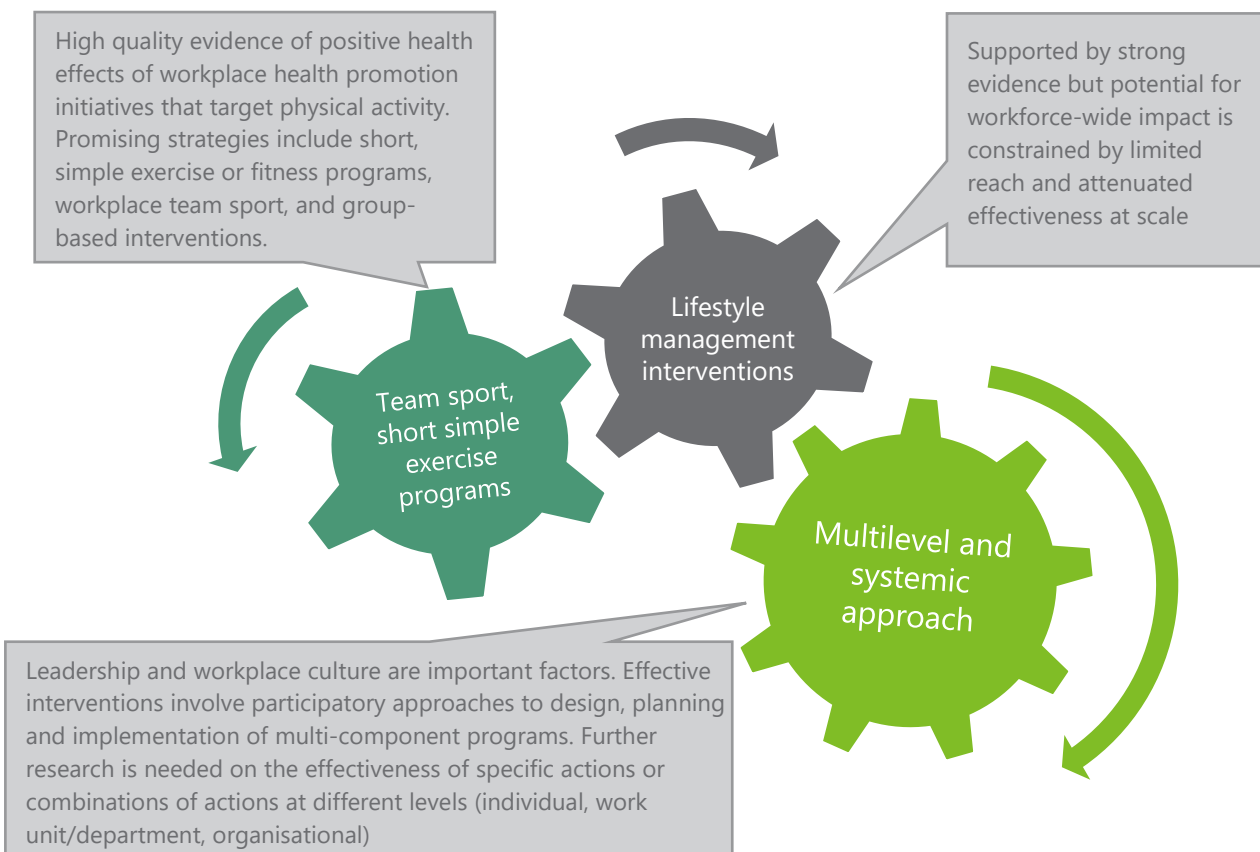 High quality evidence of positive health
effects of workplace health promotion
initiatives that target physical activity.
Promising strategies include short,
simple exercise or fitness programs,
workplace team sport, and group-
based interventions.
Supported by strong
evidence but potential for
workforce-wide impact is
constrained by limited
reach and attenuated
effectiveness at scale
Lifestyle
management
interventions
Team sport,
short simple
exercise
programs
Multilevel and
systemic
approach
Leadership and workplace culture are important factors. Effective
interventions involve participatory approaches to design, planning
and implementation of multi-component programs. Further
research is needed on the effectiveness of specific actions or
combinations of actions at different levels (individual, work
unit/department, organisational)